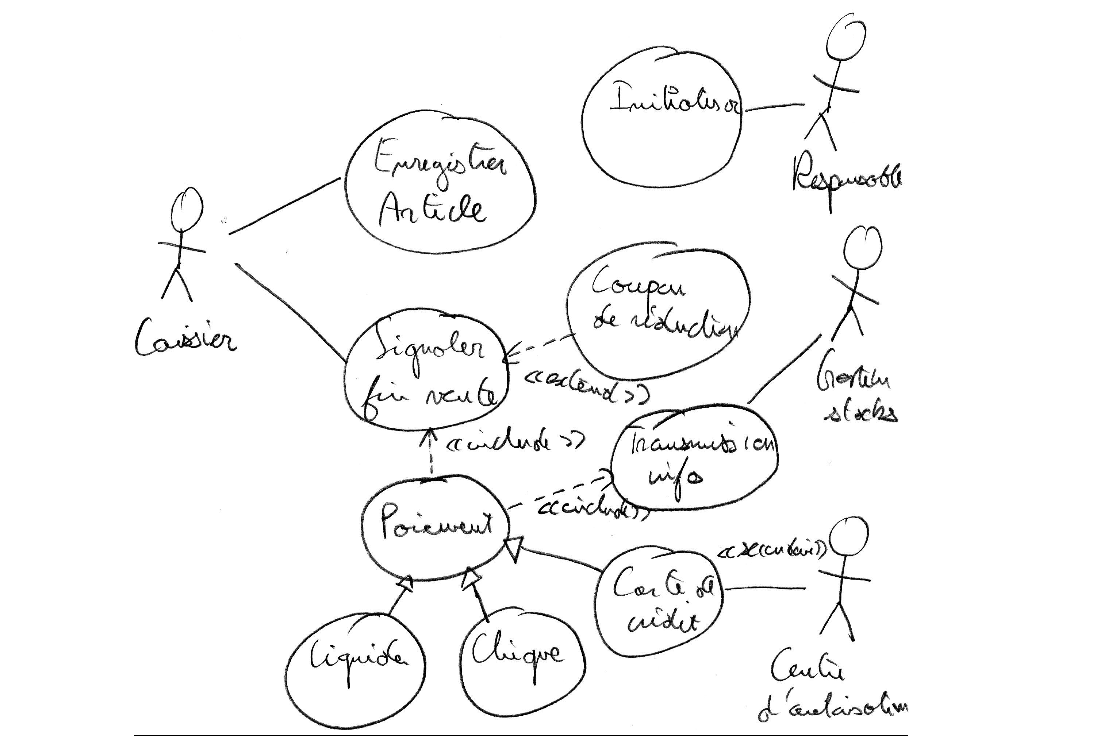 Initialiser
Responsable
Enregistrer
Article
Caissier
Coupon
de réduction
Signaler
fin vente
<<extend>>
Gestion
stocks
<<include>>
Transmission
info
<<include>>
Paiement
<<secondaire>>
Carte de
crédit
Liquide
Chèque
Centre
d'autorisation